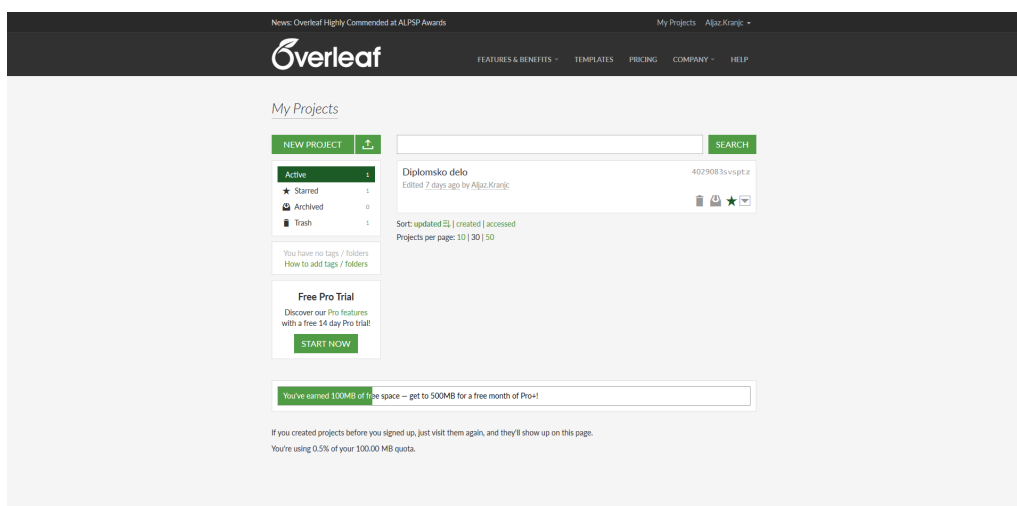 News: Overleaf Highly Commended at ALPSP Awards
My Projects Aljaz.Kranjc
Overleaf
FEATURES & BENEFITS TEMPLATES PRICING COMPANY HELP
My Projects
NEW PROJECT
SEARCH
Active 1
Starred 1
Archived 0
Trash 1
You have no tags / folders
How to add tags / folders
Free Pro Trial
Discover our Pro features
with a free 14 day Pro trial!
START NOW
Diplomsko delo 4029083svsptz
Edited 7 days ago by Aljaz.Kranjc
Sort: updated | created | accessed
Projects per page: 10 | 30 | 50
You've earned 100MB of free space — get to 500MB for a free month of Pro+!
If you created projects before you signed up, just visit them again, and they'll show up on this page.
You're using 0.5% of your 100.00 MB quota.